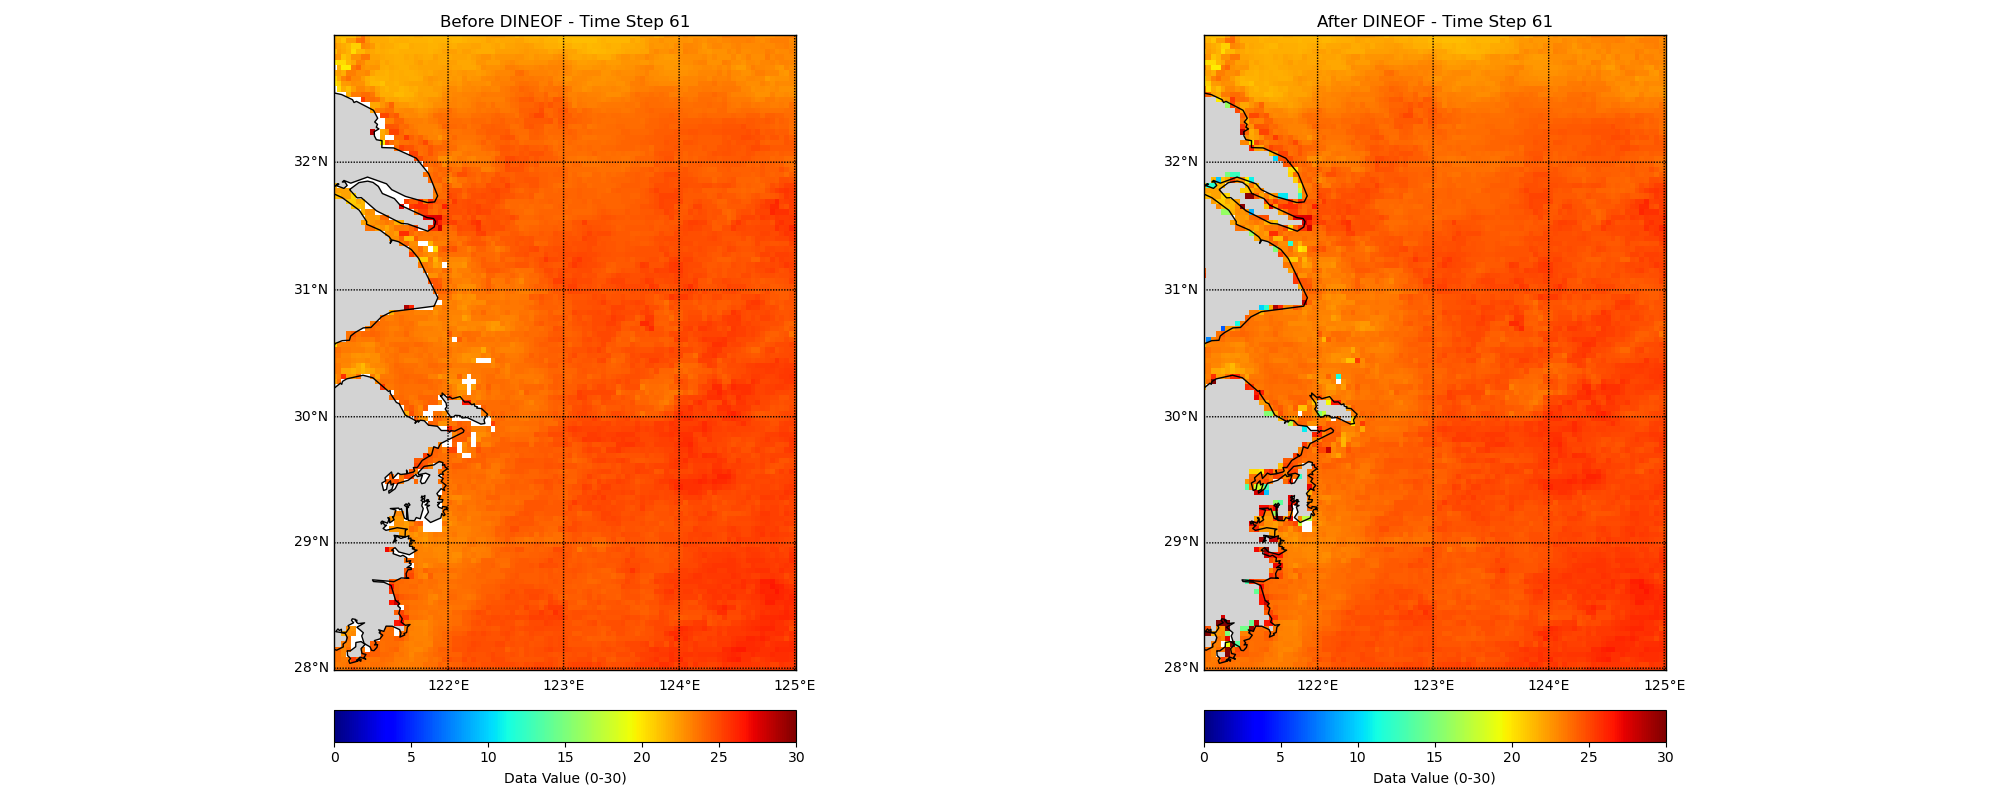 Before DINEOF - Time Step 61
After DINEOF - Time Step 61
32°N
31°N
30°N
29°N
28°N
122°E 123°E 124°E 125°E
32°N
31°N
30°N
29°N
28°N
122°E 123°E 124°E 125°E
0 5 10 15 20 25 30
Data Value (0-30)
0 5 10 15 20 25 30
Data Value (0-30)